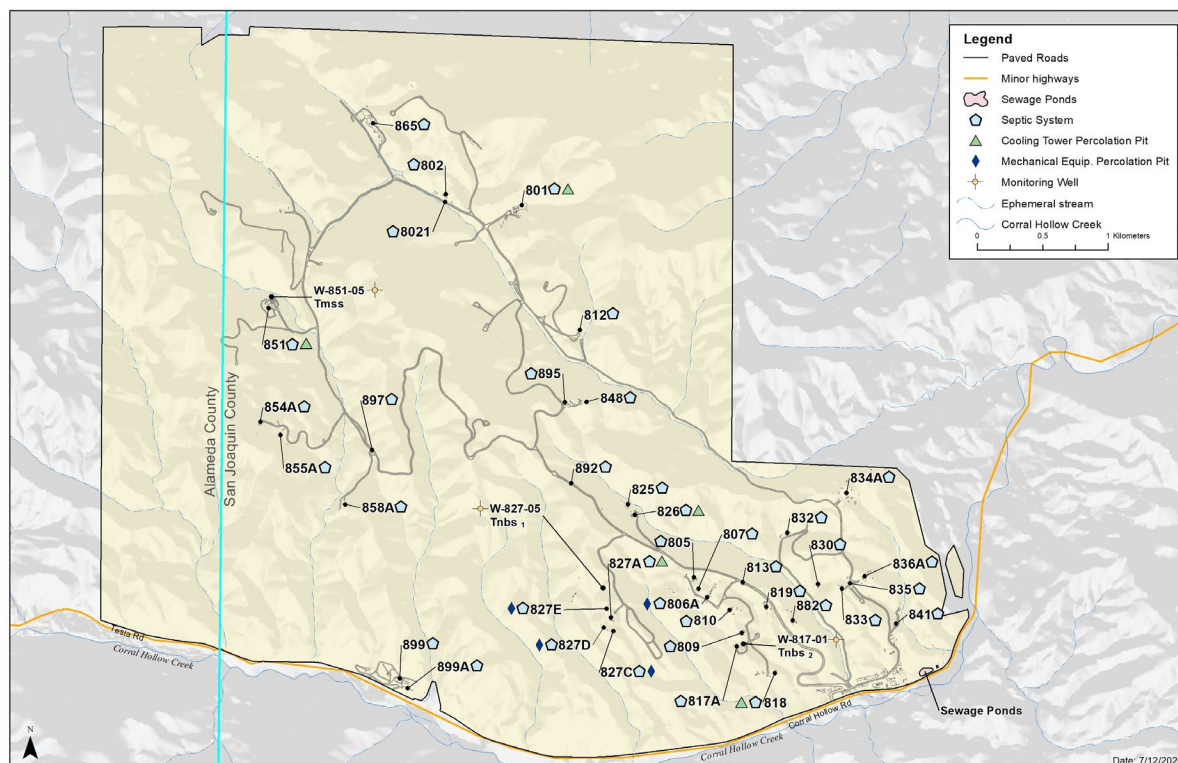 Legend
Paved Roads
Minor highways
Sewage Ponds
Septic System
Cooling Tower Percolation Pit
Mechanical Equip. Percolation Pit
Monitoring Well
Ephemeral stream
Corral Hollow Creek
0 0.5 1 Kilometers
865
802
801
8021
W-851-05
Tmss
812
851
895
848
854A
897
Alameda County
San Joaquin County
855A
892
858A
825
834A
W-827-05
Tnbs 1
826
832
805
807
830
827A
813
836A
827E
806A
819
835
810
882
833
841
827D
809
W-817-01
Tnbs 2
Tesla Rd
Corral Hollow Creek
899
899A
827C
817A
818
Corral Hollow Rd
Sewage Ponds
Corral Hollow Creek
N
Date: 7/12/202